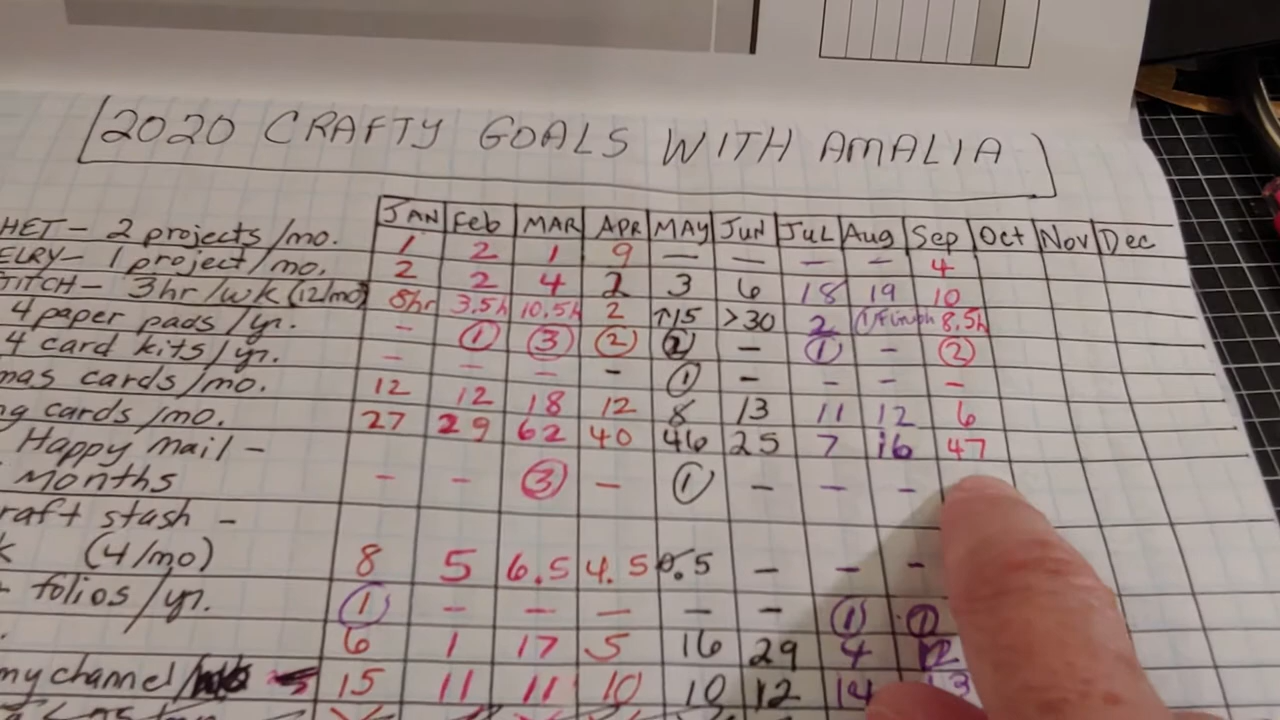 2020 CRAFTY GOALS WITH AMALIA
JAN Feb MAR APR MAY Jun Jul Aug Sep Oct Nov Dec
HET - 2 projects/mo. 1 2 1 9 — — — — 4
ELRY - 1 project/mo. 2 2 4 2 3 6 18 19 10
TITCH - 3hr/wk (12/mo) 8hr 3.5h 10.5h 2 ↑15 >30 2 8.5h
4 paper pads/yr. - 1 3 2 2 - 1 - 2
4 card kits/yr. - - - - 1 - - - -
mas cards/mo. 12 12 18 12 8 13 11 12 6
ng cards/mo. 27 29 62 40 46 25 7 16 47
Happy mail -
Months - - 3 - 1 - - -
raft stash -
k (4/mo) 8 5 6.5 4.5 0.5 - - -
folios/yr. 1 - - - - - 1 1
6 1 17 5 16 29 4 12
my channel/ 15 11 11 10 10 12 14 13